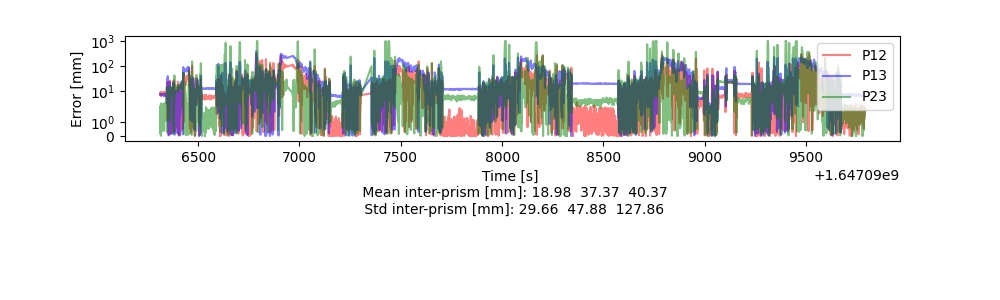 10³
10²
10¹
10⁰
0
Error [mm]
P12
P13
P23
6500 7000 7500 8000 8500 9000 9500
Time [s]
+1.64709e9
Mean inter-prism [mm]: 18.98 37.37 40.37
Std inter-prism [mm]: 29.66 47.88 127.86